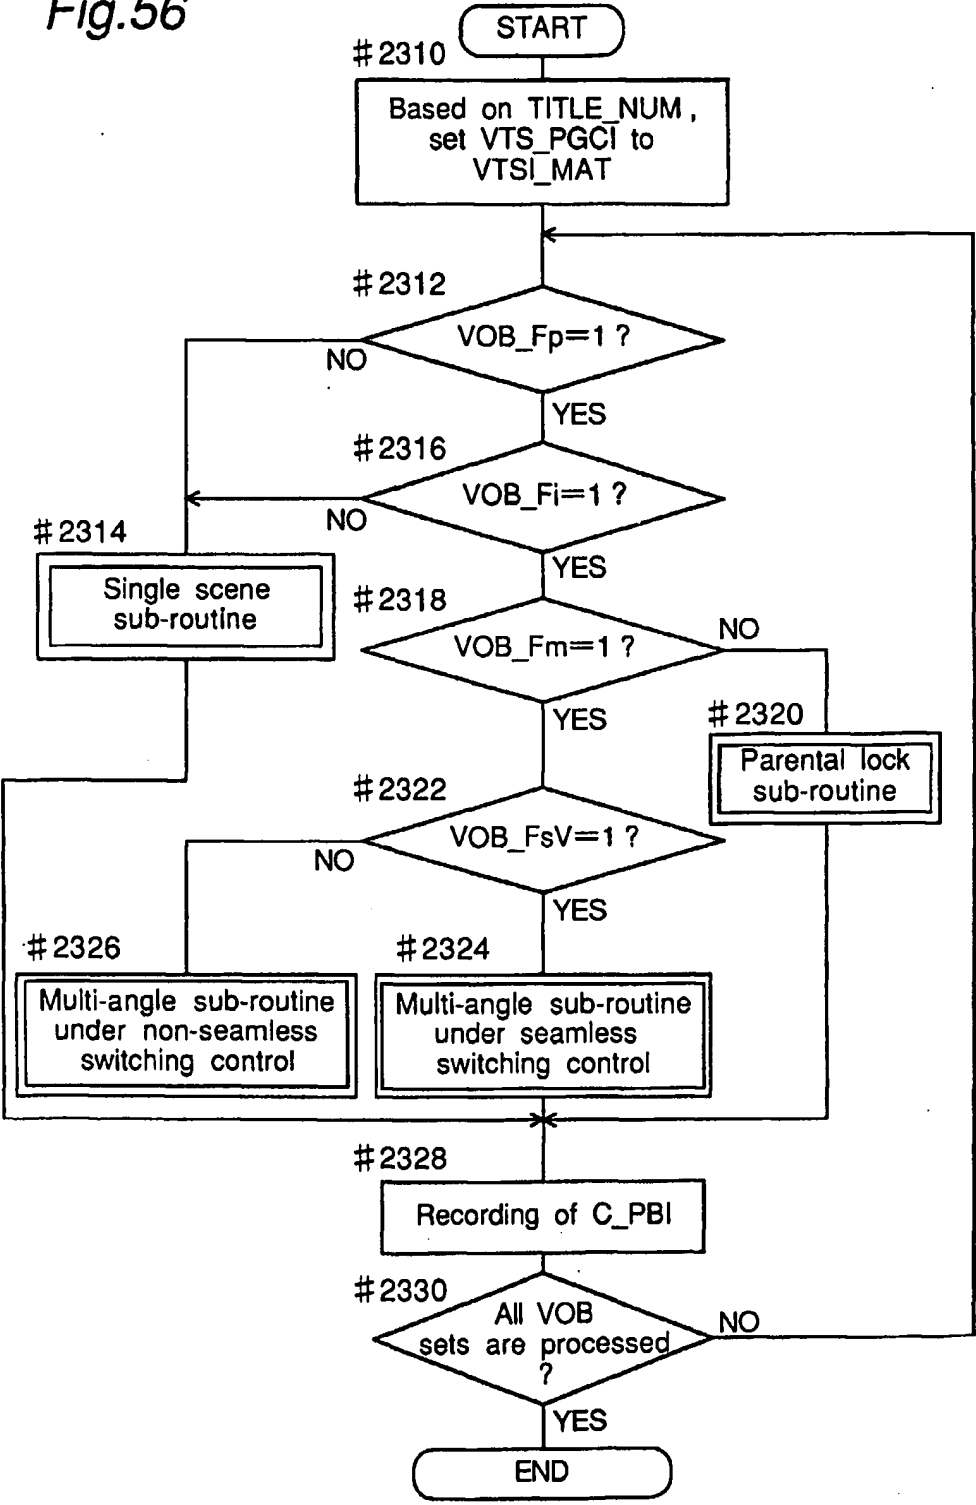 Fig.56
START
#2310
Based on TITLE_NUM,
set VTS_PGCI to
VTSI_MAT
#2312
VOB_Fp=1 ?
NO
YES
#2316
VOB_Fi=1 ?
NO
YES
#2314
Single scene
sub-routine
#2318
VOB_Fm=1 ?
NO
YES
#2320
Parental lock
sub-routine
#2322
VOB_FsV=1 ?
NO
YES
#2326
Multi-angle sub-routine
under non-seamless
switching control
#2324
Multi-angle sub-routine
under seamless
switching control
#2328
Recording of C_PBI
#2330
All VOB
sets are processed
?
NO
YES
END